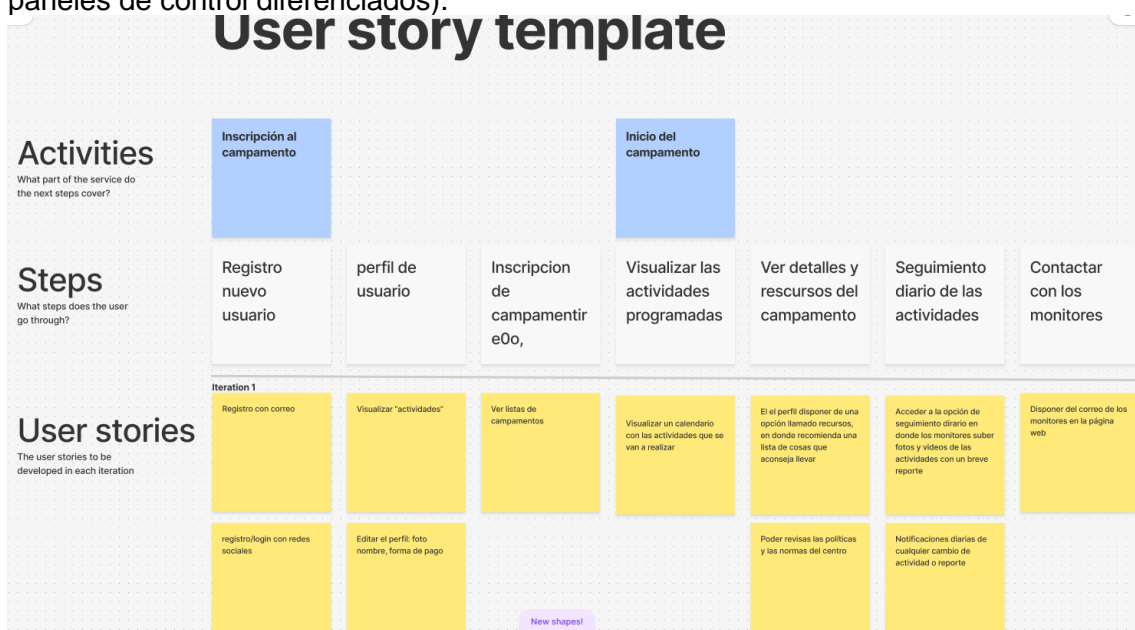 paneles de control diferenciados).
User story template
Activities
What part of the service do
the next steps cover?
Inscripción al
campamento
Inicio del
campamento
Steps
What steps does the user
go through?
Registro
nuevo
usuario
perfil de
usuario
Inscripcion
de
campamentir
e0o,
Visualizar las
actividades
programadas
Ver detalles y
rescursos del
campamento
Seguimiento
diario de las
actividades
Contactar
con los
monitores
Iteration 1
User stories
The user stories to be
developed in each iteration
Registro con correo
Visualizar "actividades"
Ver listas de
campamentos
Visualizar un calendario
con las actividades que se
van a realizar
El el perfil disponer de una
opción llamado recursos,
en donde recomienda una
lista de cosas que
aconseja llevar
Acceder a la opción de
seguimiento dirario en
donde los monitores suber
fotos y videos de las
actividades con un breve
reporte
Disponer del correo de los
monitores en la página
web
registro/login con redes
sociales
Editar el perfil: foto
nombre, forma de pago
Poder revisas las políticas
y las normas del centro
Notificaciones diarias de
cualquier cambio de
actividad o reporte
New shapes!